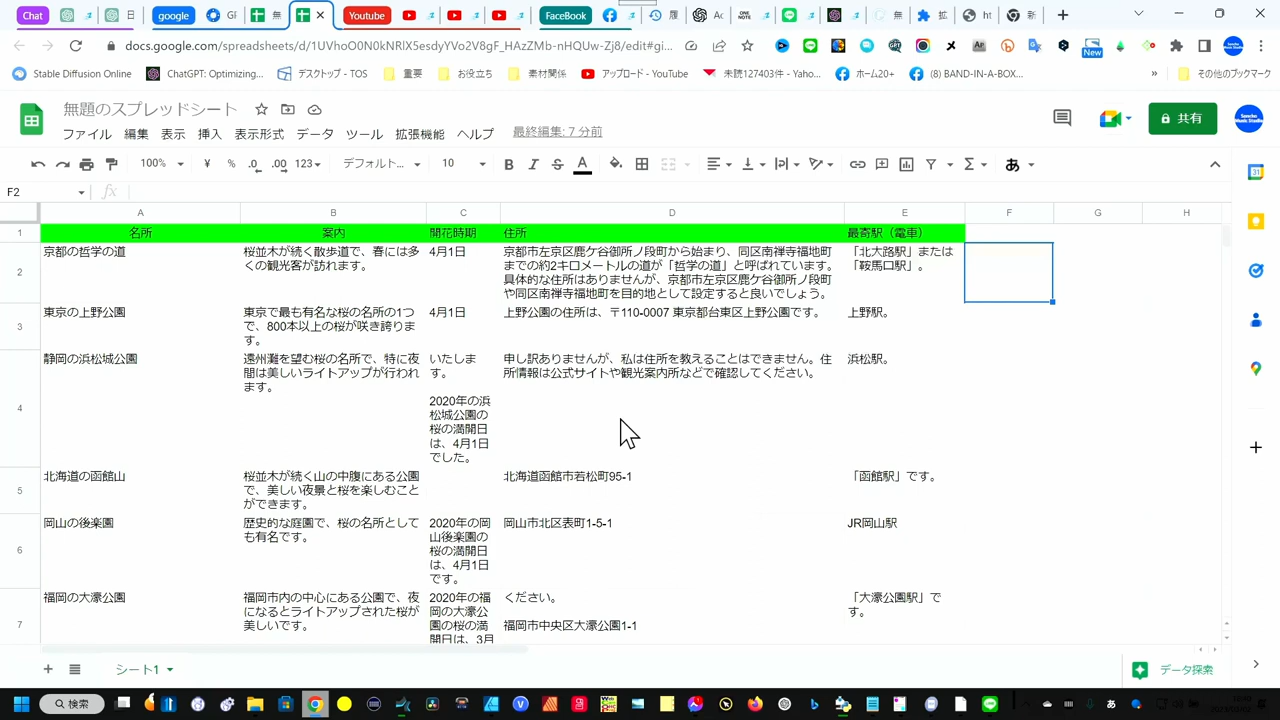 Chat
google
GF
無
Youtube
FaceBook
履
Ac
ONE NOTE
無
拡
ht
新
docs.google.com/spreadsheets/d/1UVhoO0N0kNRlX5esdyYVo2V8gF_HAzZMb-nHQUw-Zj8/edit#gi...
New
Stable Diffusion Online
ChatGPT: Optimizing...
デスクトップ - TOS
重要
お役立ち
素材関係
アップロード - YouTube
未読127403件 - Yaho...
ホーム20+
(8) BAND-IN-A-BOX...
»
その他のブックマーク
無題のスプレッドシート
ファイル 編集 表示 挿入 表示形式 データ ツール 拡張機能 ヘルプ
最終編集: 7 分前
共有
100% ¥ % .0 .00 123 デフォルト... 10 B I S A Σ あ
F2
fx
A B C D E F G H
1 名所 案内 開花時期 住所 最寄駅（電車）
2
京都の哲学の道
桜並木が続く散歩道で、春には多
くの観光客が訪れます。
4月1日
京都市左京区鹿ケ谷御所ノ段町から始まり、同区南禅寺福地町
までの約2キロメートルの道が「哲学の道」と呼ばれています。
具体的な住所はありませんが、京都市左京区鹿ケ谷御所ノ段町
や同区南禅寺福地町を目的地として設定すると良いでしょう。
「北大路駅」または
「鞍馬口駅」。
3
東京の上野公園
東京で最も有名な桜の名所の1つ
で、800本以上の桜が咲き誇りま
す。
4月1日
上野公園の住所は、〒110-0007 東京都台東区上野公園です。
上野駅。
4
静岡の浜松城公園
遠州灘を望む桜の名所で、特に夜
間は美しいライトアップが行われ
ます。
いたしま
す。
2020年の浜
松城公園の
桜の満開日
は、4月1日
でした。
申し訳ありませんが、私は住所を教えることはできません。住
所情報は公式サイトや観光案内所などで確認してください。
浜松駅。
5
北海道の函館山
桜並木が続く山の中腹にある公園
で、美しい夜景と桜を楽しむこと
ができます。
北海道函館市若松町95-1
「函館駅」です。
6
岡山の後楽園
歴史的な庭園で、桜の名所として
も有名です。
2020年の岡
山後楽園の
桜の満開日
は、4月1日
です。
岡山市北区表町1-5-1
JR岡山駅
7
福岡の大濠公園
福岡市内の中心にある公園で、夜
になるとライトアップされた桜が
美しいです。
2020年の福
岡の大濠公
園の桜の満
開日は、3月
ください。
福岡市中央区大濠公園1-1
「大濠公園駅」で
す。
シート1
データ探索
検索